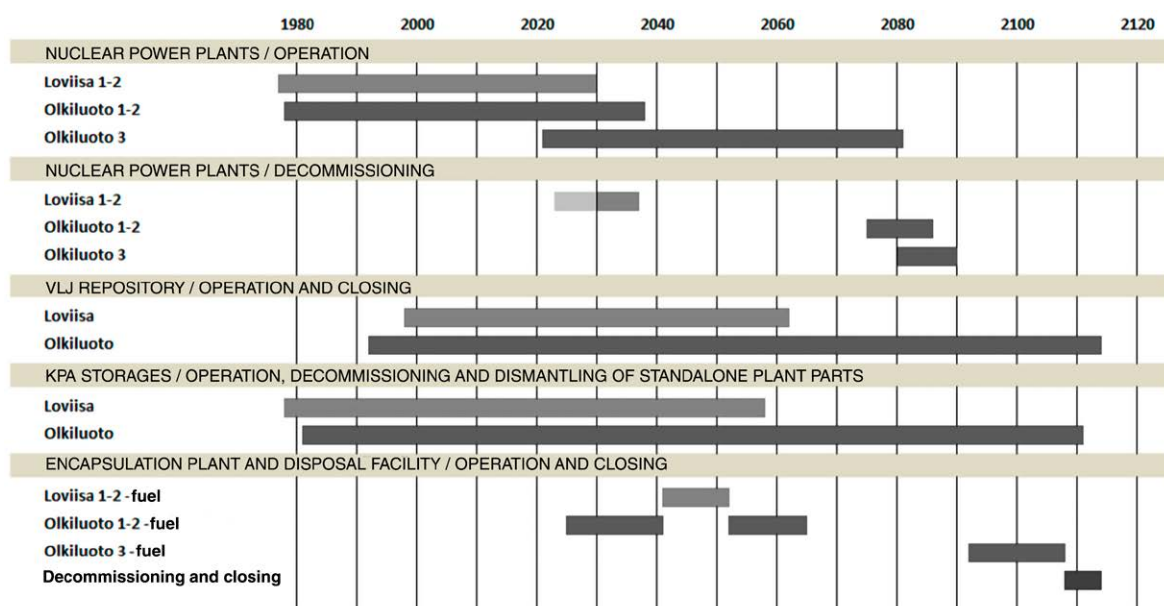 1980 2000 2020 2040 2060 2080 2100 2120
NUCLEAR POWER PLANTS / OPERATION
Loviisa 1-2
Olkiluoto 1-2
Olkiluoto 3
NUCLEAR POWER PLANTS / DECOMMISSIONING
Loviisa 1-2
Olkiluoto 1-2
Olkiluoto 3
VLJ REPOSITORY / OPERATION AND CLOSING
Loviisa
Olkiluoto
KPA STORAGES / OPERATION, DECOMMISSIONING AND DISMANTLING OF STANDALONE PLANT PARTS
Loviisa
Olkiluoto
ENCAPSULATION PLANT AND DISPOSAL FACILITY / OPERATION AND CLOSING
Loviisa 1-2 -fuel
Olkiluoto 1-2 -fuel
Olkiluoto 3 -fuel
Decommissioning and closing